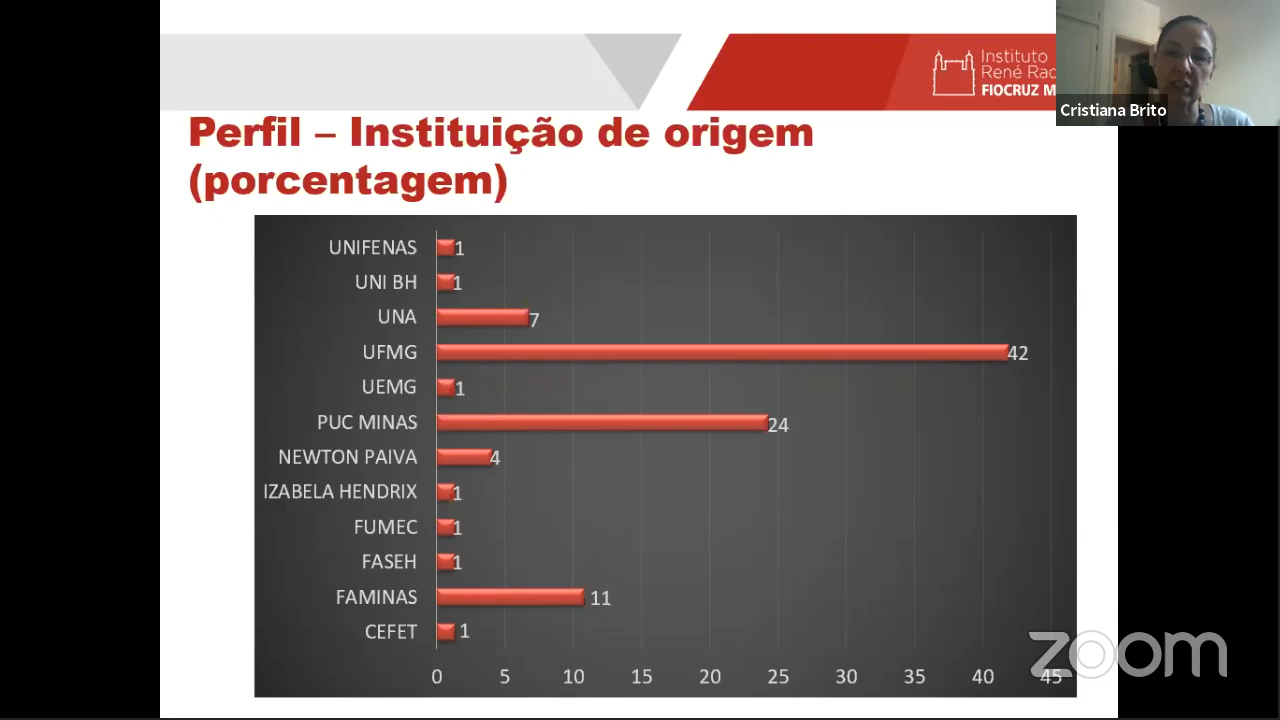 Instituto
René Rac
FIOCRUZ M
Cristiana Brito
Perfil – Instituição de origem
(porcentagem)
UNIFENAS 1
UNI BH 1
UNA 7
UFMG 42
UEMG 1
PUC MINAS 24
NEWTON PAIVA 4
IZABELA HENDRIX 1
FUMEC 1
FASEH 1
FAMINAS 11
CEFET 1
0 5 10 15 20 25 30 35 40 45
zoom